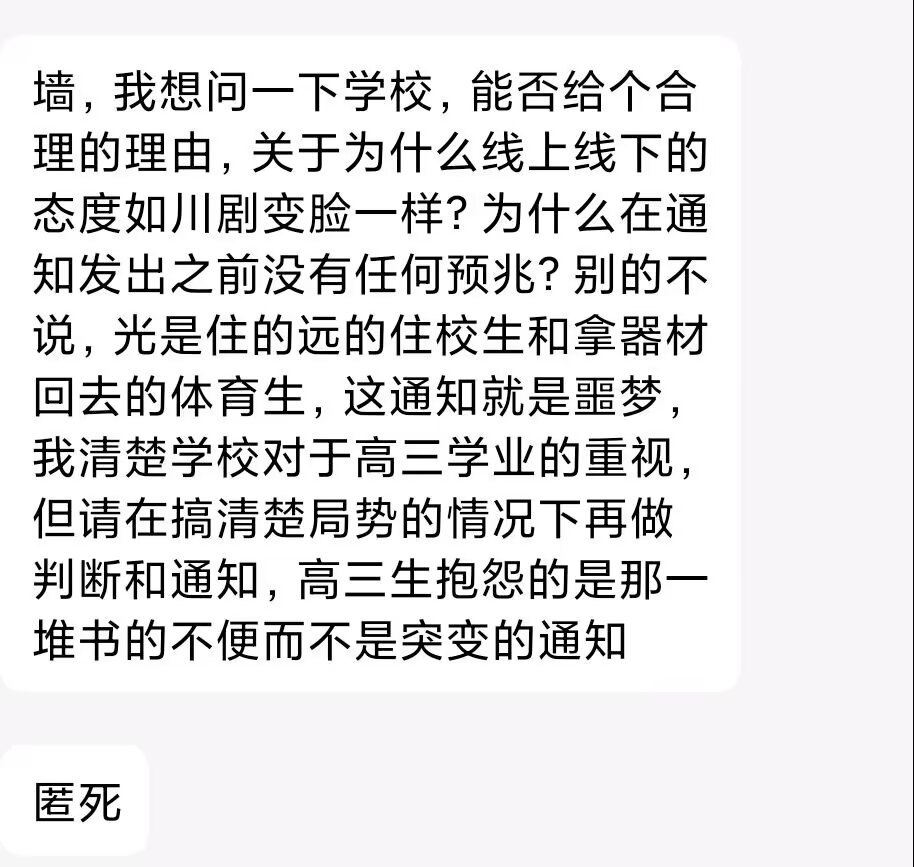 墙，我想问一下学校，能否给个合
理的理由，关于为什么线上线下的
态度如川剧变脸一样？为什么在通
知发出之前没有任何预兆？别的不
说，光是住的远的住校生和拿器材
回去的体育生，这通知就是噩梦，
我清楚学校对于高三学业的重视，
但请在搞清楚局势的情况下再做
判断和通知，高三生抱怨的是那一
堆书的不便而不是突变的通知
匿死